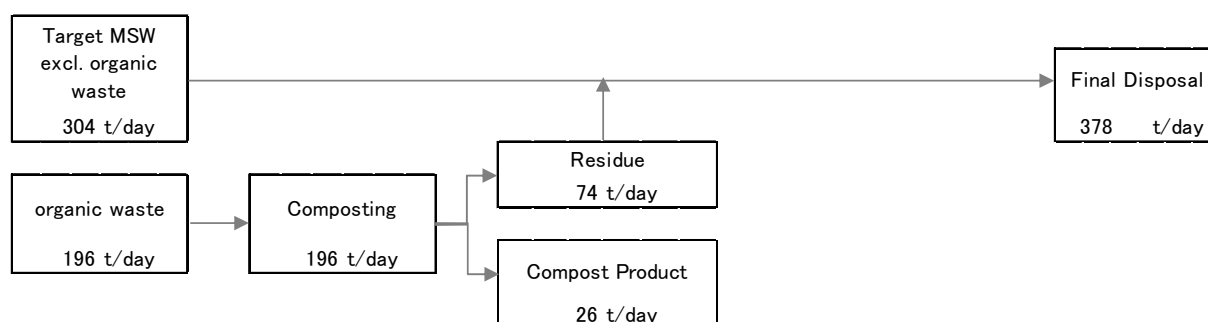 Target MSW
excl. organic
waste
304 t/day
Final Disposal
378 t/day
Residue
74 t/day
organic waste
196 t/day
Composting
196 t/day
Compost Product
26 t/day